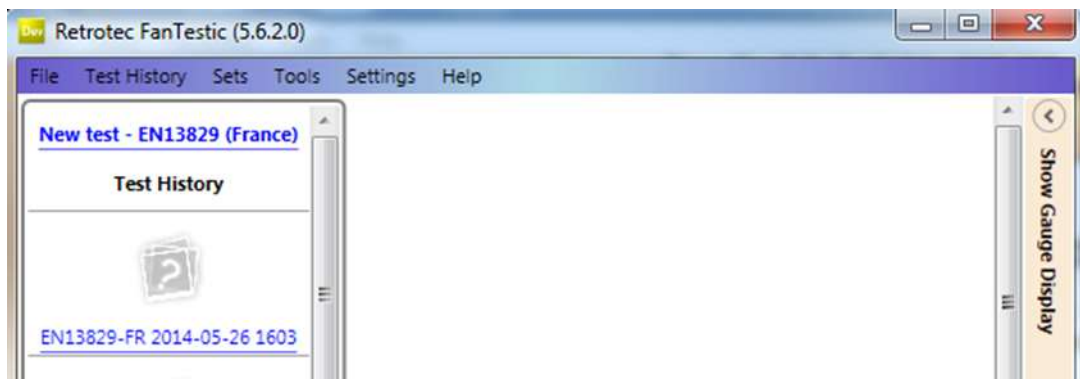 Dev Retrotec FanTestic (5.6.2.0)
File Test History Sets Tools Settings Help
New test - EN13829 (France)
Test History
?
EN13829-FR 2014-05-26 1603
Show Gauge Display